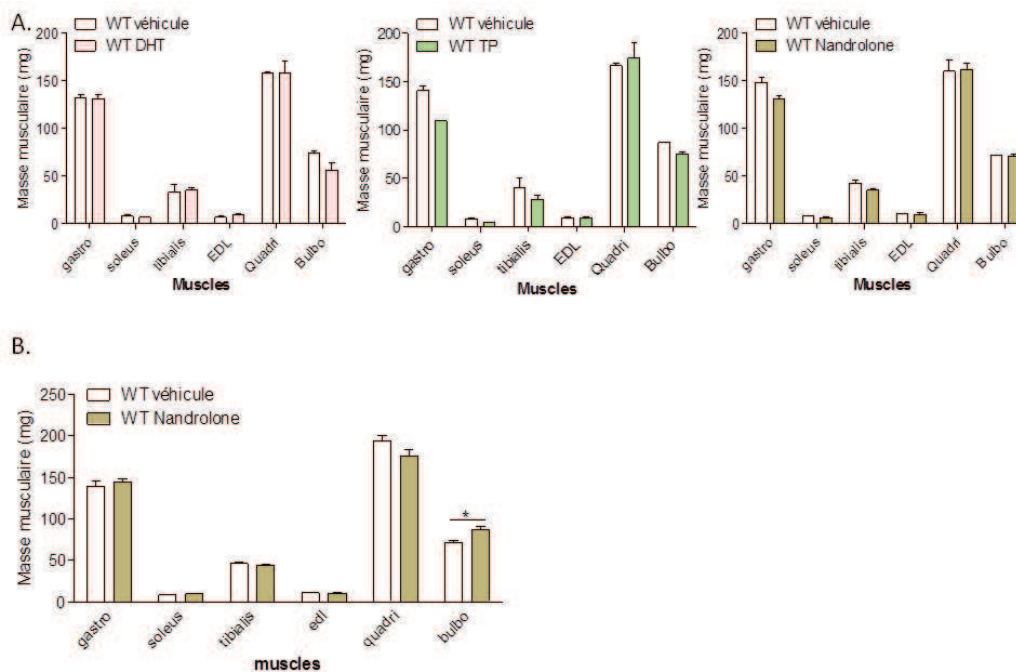 A.
WT véhicule
WT DHT
Masse musculaire (mg)
200
150
100
50
0
gastro
soleus
tibialis
EDL
Quadri
Bulbo
Muscles
WT véhicule
WT TP
Masse musculaire (mg)
200
150
100
50
0
gastro
soleus
tibialis
EDL
Quadri
Bulbo
Muscles
WT véhicule
WT Nandrolone
Masse musculaire (mg)
200
150
100
50
0
gastro
soleus
tibialis
EDL
Quadri
Bulbo
Muscles
B.
WT véhicule
WT Nandrolone
Masse musculaire (mg)
250
200
150
100
50
0
*
gastro
soleus
tibialis
edl
quadri
bulbo
muscles